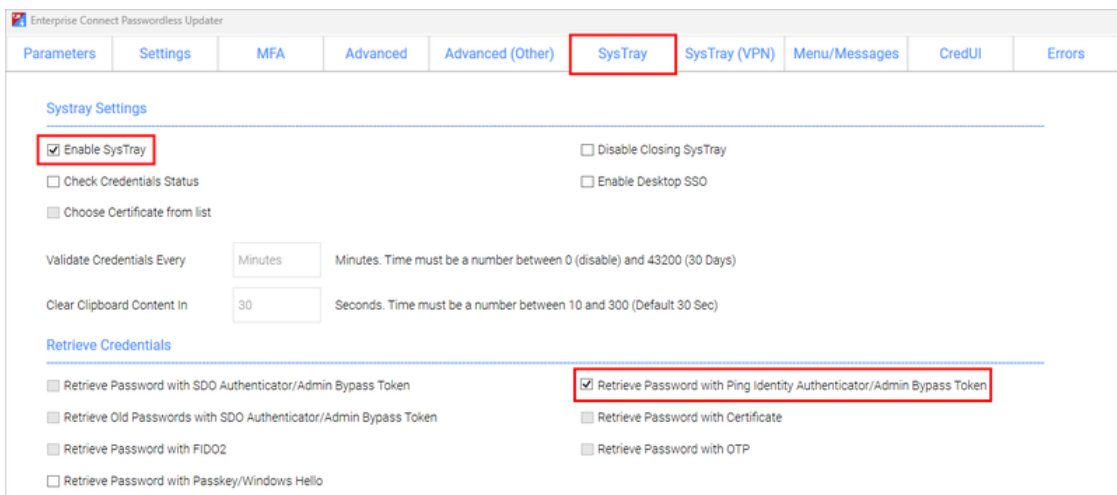 Enterprise Connect Passwordless Updater
Parameters Settings MFA Advanced Advanced (Other) SysTray SysTray (VPN) Menu/Messages CredUI Errors
Systray Settings
Enable SysTray Disable Closing SysTray
Check Credentials Status Enable Desktop SSO
Choose Certificate from list
Validate Credentials Every Minutes Minutes. Time must be a number between 0 (disable) and 43200 (30 Days)
Clear Clipboard Content In 30 Seconds. Time must be a number between 10 and 300 (Default 30 Sec)
Retrieve Credentials
Retrieve Password with SDO Authenticator/Admin Bypass Token Retrieve Password with Ping Identity Authenticator/Admin Bypass Token
Retrieve Old Passwords with SDO Authenticator/Admin Bypass Token Retrieve Password with Certificate
Retrieve Password with FIDO2 Retrieve Password with OTP
Retrieve Password with Passkey/Windows Hello